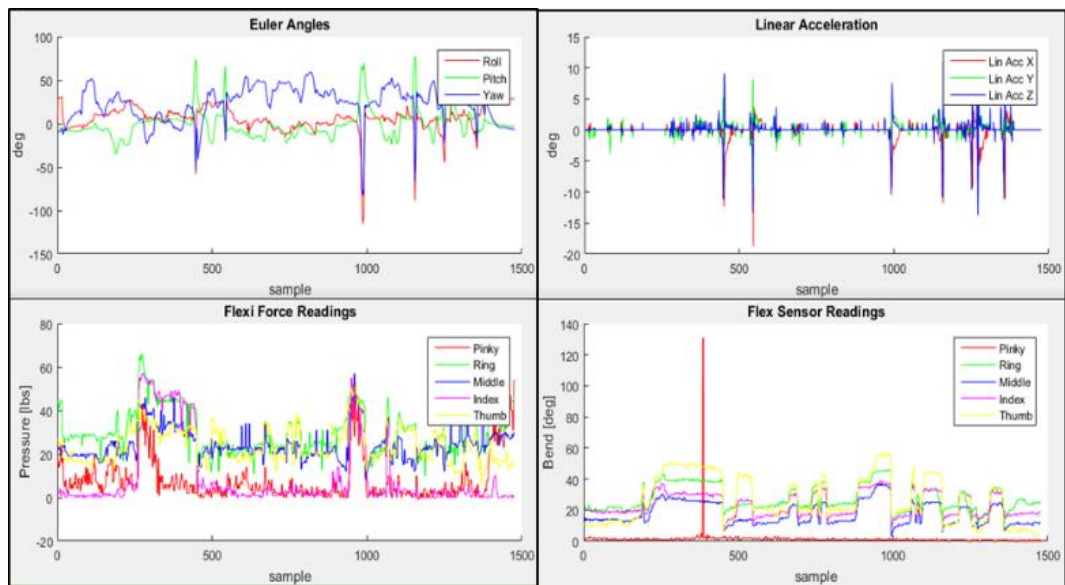 Euler Angles
100
50
0
-50
-100
-150
deg
0
500
1000
1500
sample
Roll
Pitch
Yaw
Linear Acceleration
15
10
5
0
-5
-10
-15
-20
deg
0
500
1000
1500
sample
Lin Acc X
Lin Acc Y
Lin Acc Z
Flexi Force Readings
80
60
40
20
0
-20
Pressure [lbs]
0
500
1000
1500
sample
Pinky
Ring
Middle
Index
Thumb
Flex Sensor Readings
140
120
100
80
60
40
20
0
Bend [deg]
0
500
1000
1500
sample
Pinky
Ring
Middle
Index
Thumb